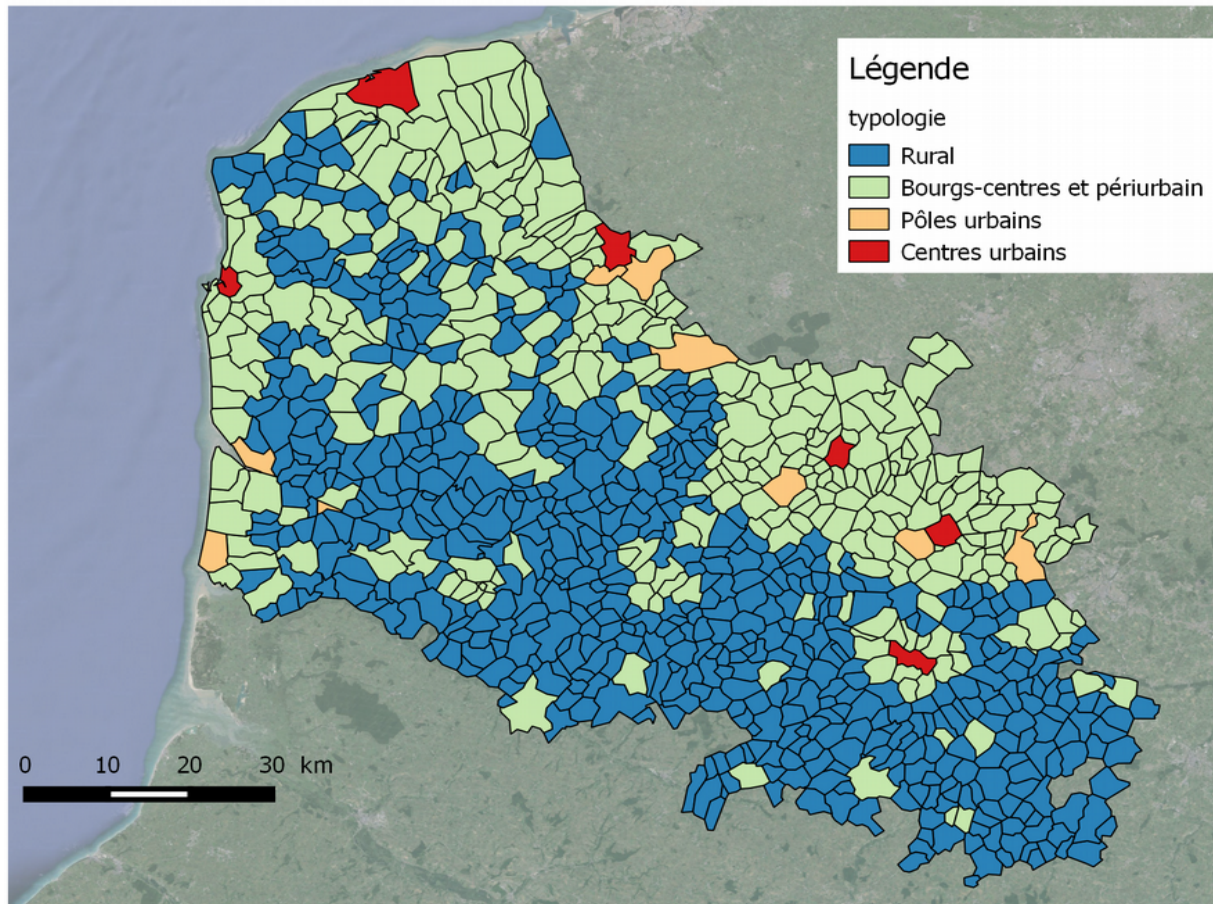 Légende
typologie
Rural
Bourgs-centres et périurbain
Pôles urbains
Centres urbains
0 10 20 30 km